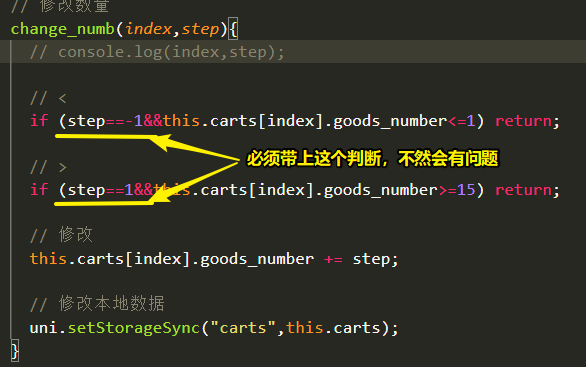 // 修改数量
change_numb(index,step){
// console.log(index,step);
// <
if (step==-1&&this.carts[index].goods_number<=1) return;
必须带上这个判断，不然会有问题
// >
if (step==1&&this.carts[index].goods_number>=15) return;
// 修改
this.carts[index].goods_number += step;
// 修改本地数据
uni.setStorageSync("carts",this.carts);
}